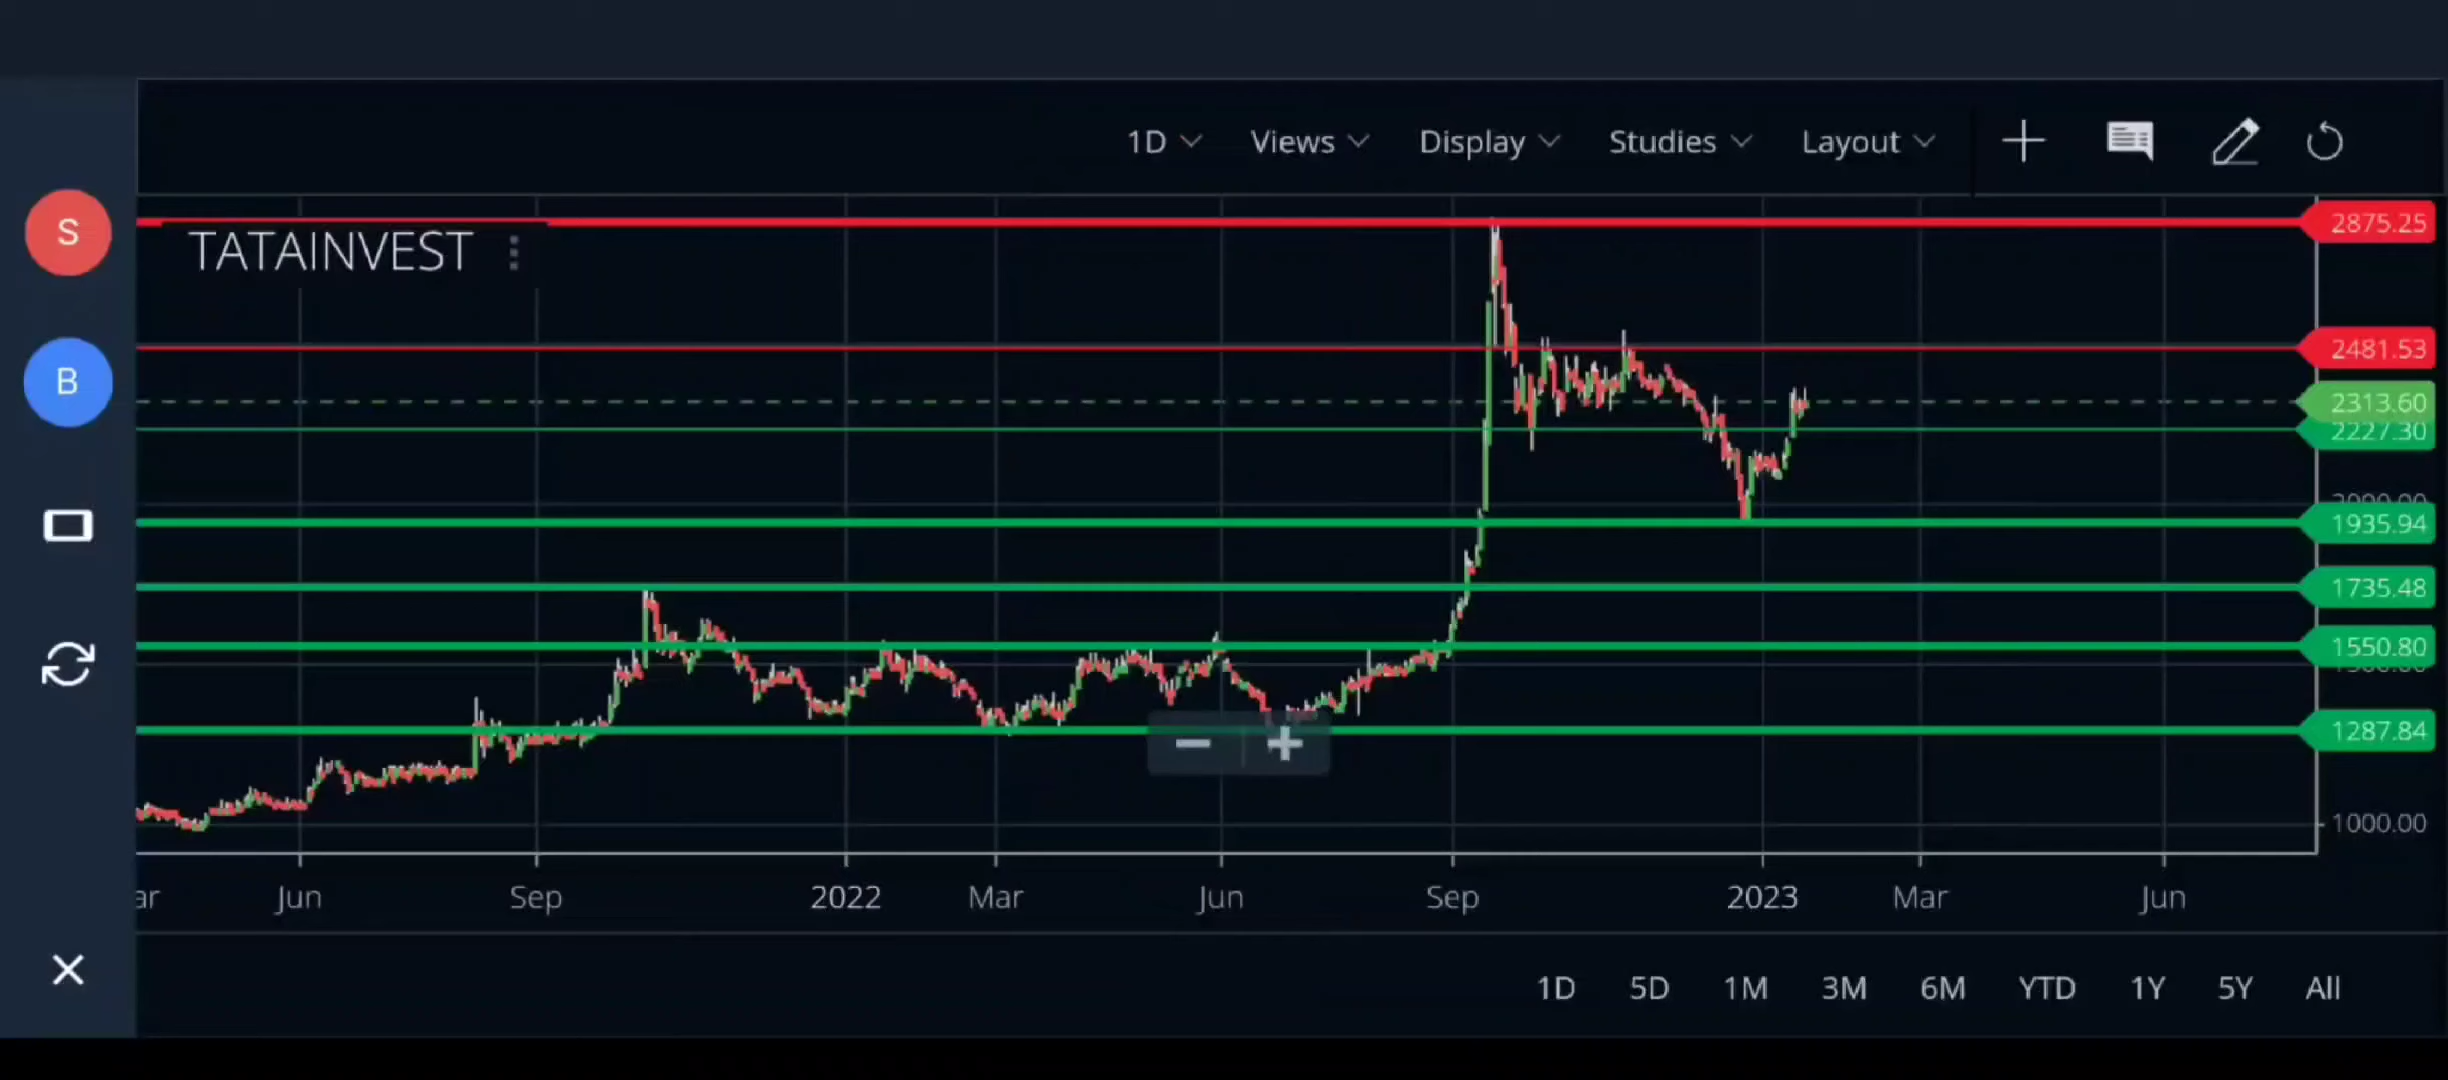 1D Views Display Studies Layout
S
TATAINVEST
2875.25
2481.53
B
2313.60
2227.30
1935.94
1735.48
1550.80
1287.84
1000.00
ar Jun Sep 2022 Mar Jun Sep 2023 Mar Jun
1D 5D 1M 3M 6M YTD 1Y 5Y All